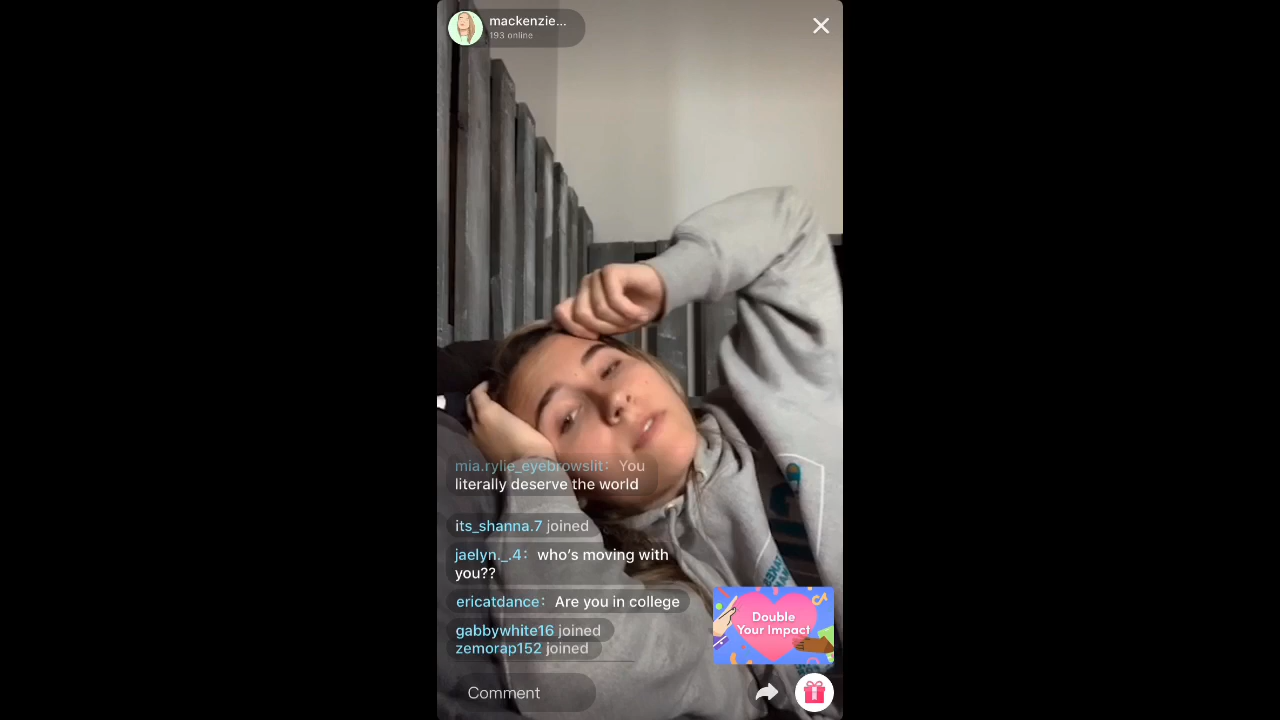 mackenzie...
193 online
mia.rylie_eyebrowslit: You
literally deserve the world
its_shanna.7 joined
jaelyn._.4: who's moving with
you??
ericatdance: Are you in college
gabbywhite16 joined
zemorap152 joined
Double
Your Impact
Comment